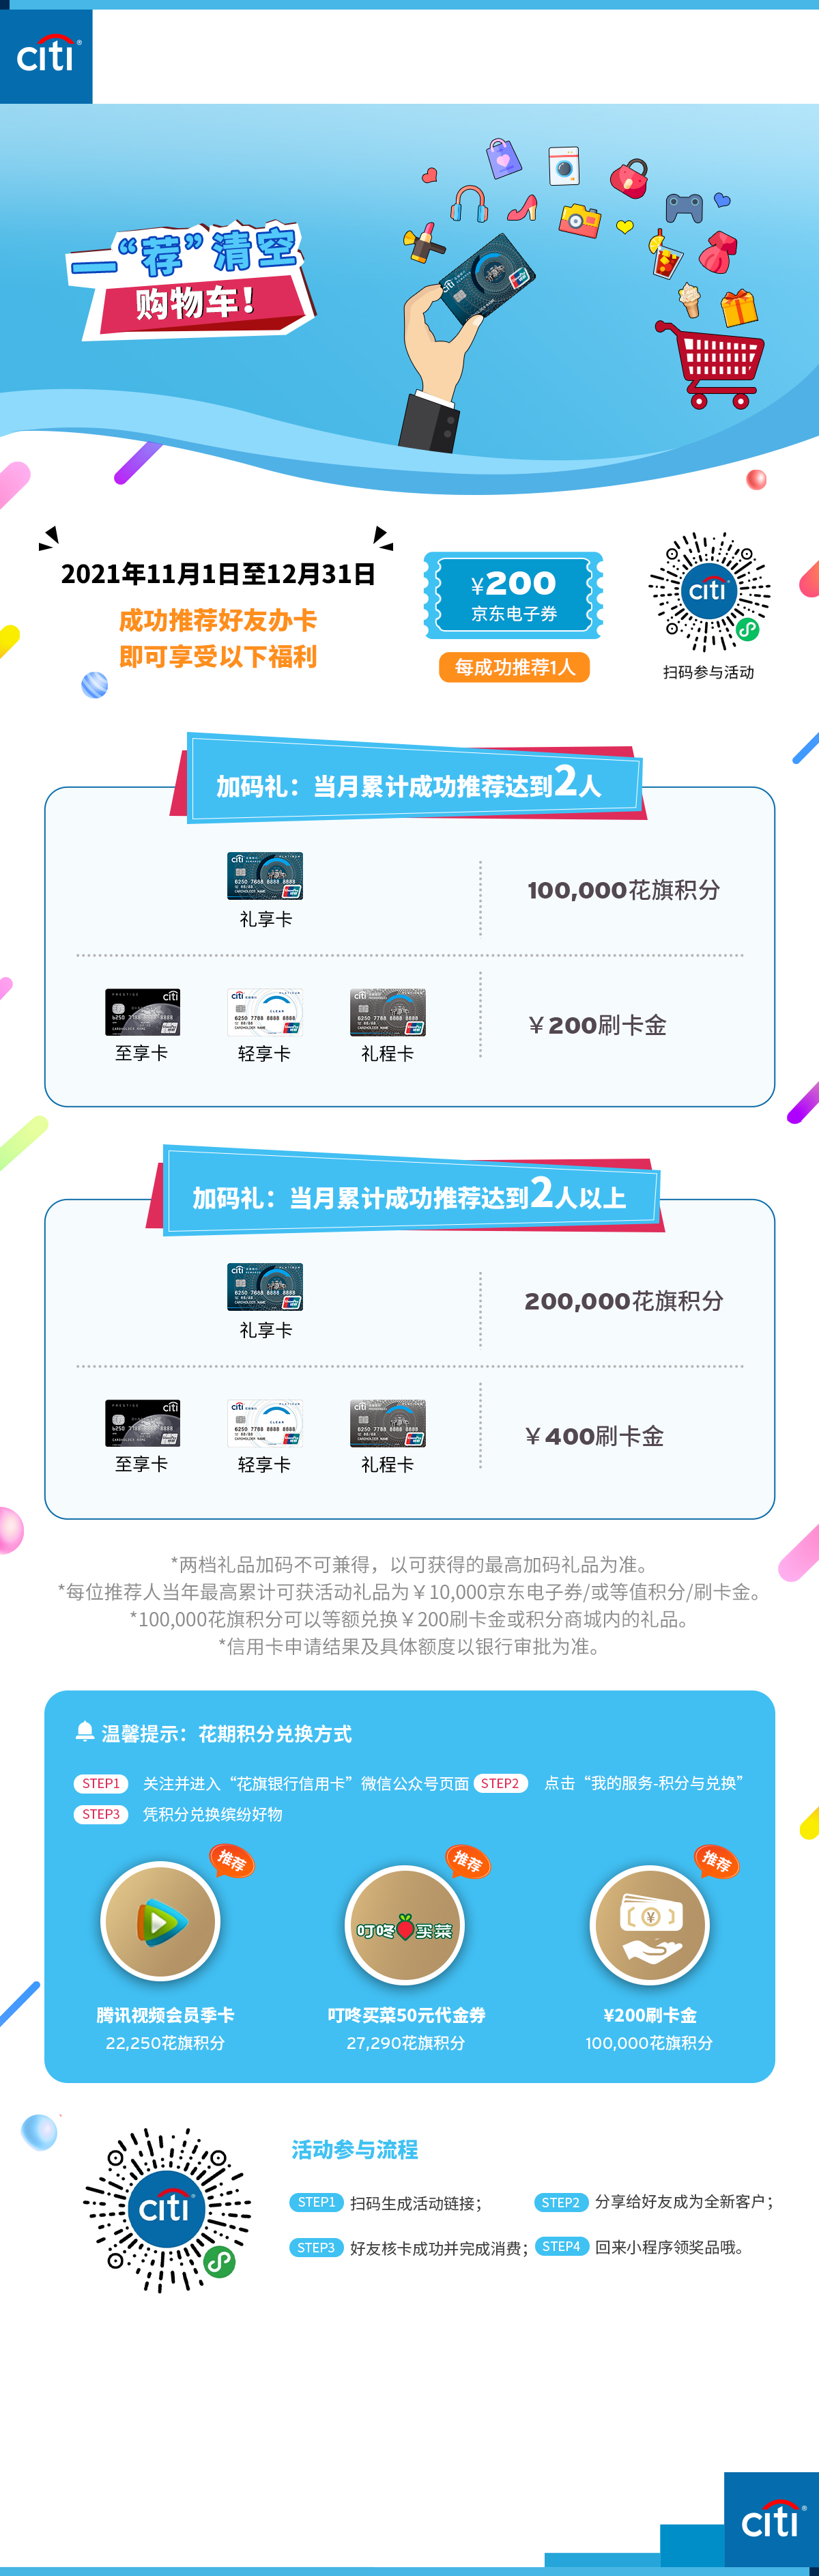 citi
一“荐”清空
购物车！
2021年11月1日至12月31日
成功推荐好友办卡
即可享受以下福利
¥200
京东电子券
每成功推荐1人
citi
扫码参与活动
加码礼：当月累计成功推荐达到2人
礼享卡
100,000花旗积分
至享卡
轻享卡
礼程卡
￥200刷卡金
加码礼：当月累计成功推荐达到2人以上
礼享卡
200,000花旗积分
至享卡
轻享卡
礼程卡
￥400刷卡金
*两档礼品加码不可兼得，以可获得的最高加码礼品为准。
*每位推荐人当年最高累计可获活动礼品为￥10,000京东电子券/或等值积分/刷卡金。
*100,000花旗积分可以等额兑换￥200刷卡金或积分商城内的礼品。
*信用卡申请结果及具体额度以银行审批为准。
温馨提示：花期积分兑换方式
STEP1 关注并进入“花旗银行信用卡”微信公众号页面 STEP2 点击“我的服务-积分与兑换”
STEP3 凭积分兑换缤纷好物
推荐
推荐
推荐
叮咚买菜
腾讯视频会员季卡
22,250花旗积分
叮咚买菜50元代金券
27,290花旗积分
¥200刷卡金
100,000花旗积分
citi
活动参与流程
STEP1 扫码生成活动链接；
STEP2 分享给好友成为全新客户；
STEP3 好友核卡成功并完成消费；
STEP4 回来小程序领奖品哦。
citi